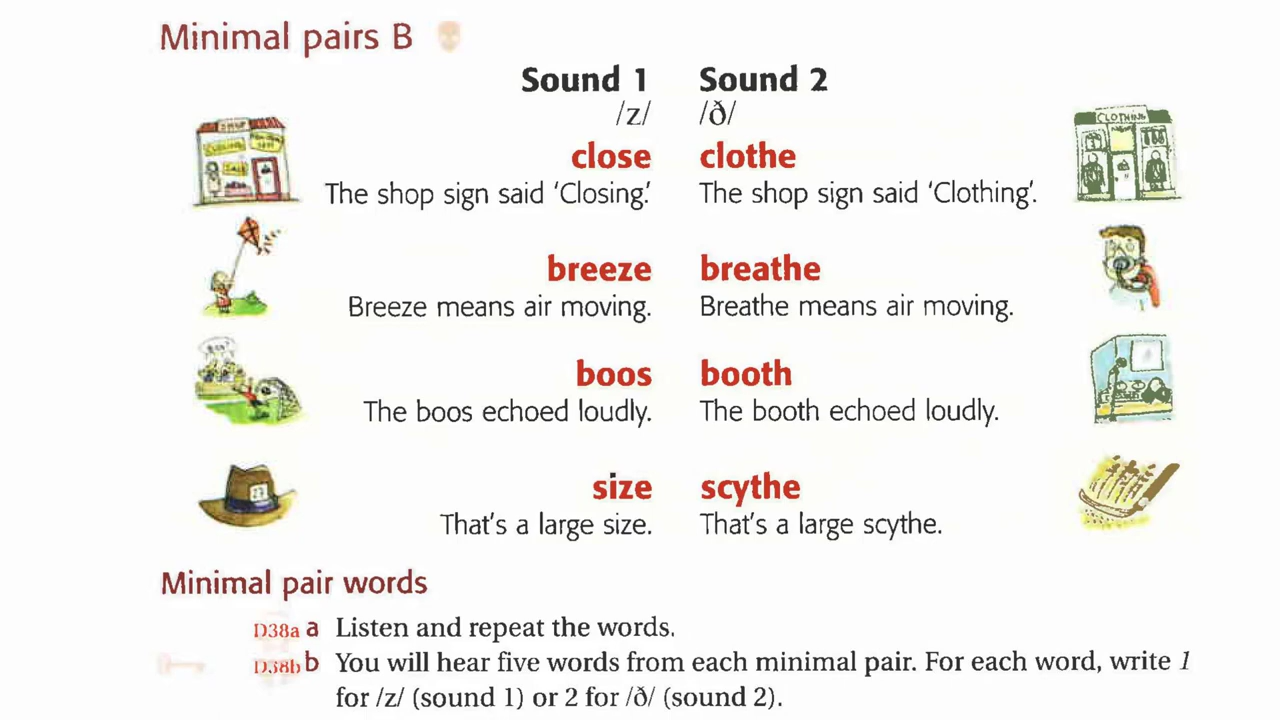 Minimal pairs B
Sound 1 Sound 2
/z/ /ð/
close clothe
The shop sign said ‘Closing’. The shop sign said ‘Clothing’.
breeze breathe
Breeze means air moving. Breathe means air moving.
boos booth
The boos echoed loudly. The booth echoed loudly.
size scythe
That's a large size. That's a large scythe.
SHOP
CLOSING
SALE
CLOTHING
Minimal pair words
D38a a Listen and repeat the words.
D38b b You will hear five words from each minimal pair. For each word, write 1
for /z/ (sound 1) or 2 for /ð/ (sound 2).